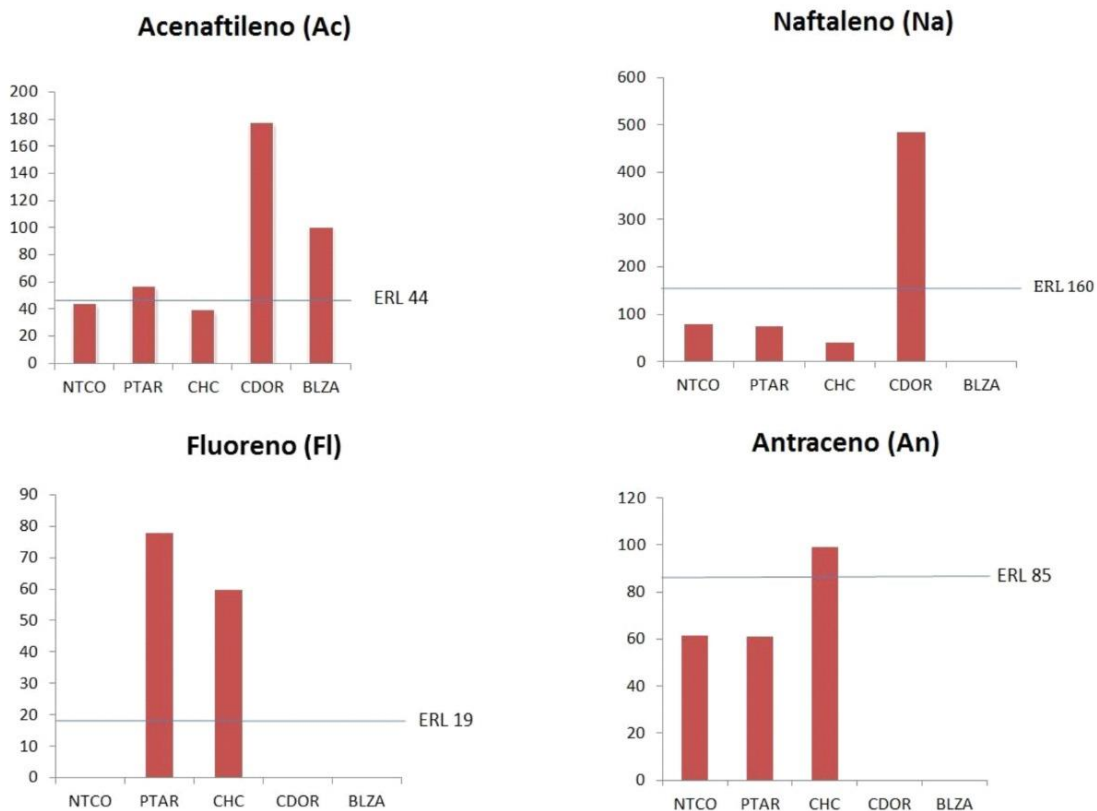 Acenaftileno (Ac)
200
180
160
140
120
100
80
60
40
20
0
ERL 44
NTCO PTAR CHC CDOR BLZA
Naftaleno (Na)
600
500
400
300
200
100
0
ERL 160
NTCO PTAR CHC CDOR BLZA
Fluoreno (Fl)
90
80
70
60
50
40
30
20
10
0
ERL 19
NTCO PTAR CHC CDOR BLZA
Antraceno (An)
120
100
80
60
40
20
0
ERL 85
NTCO PTAR CHC CDOR BLZA